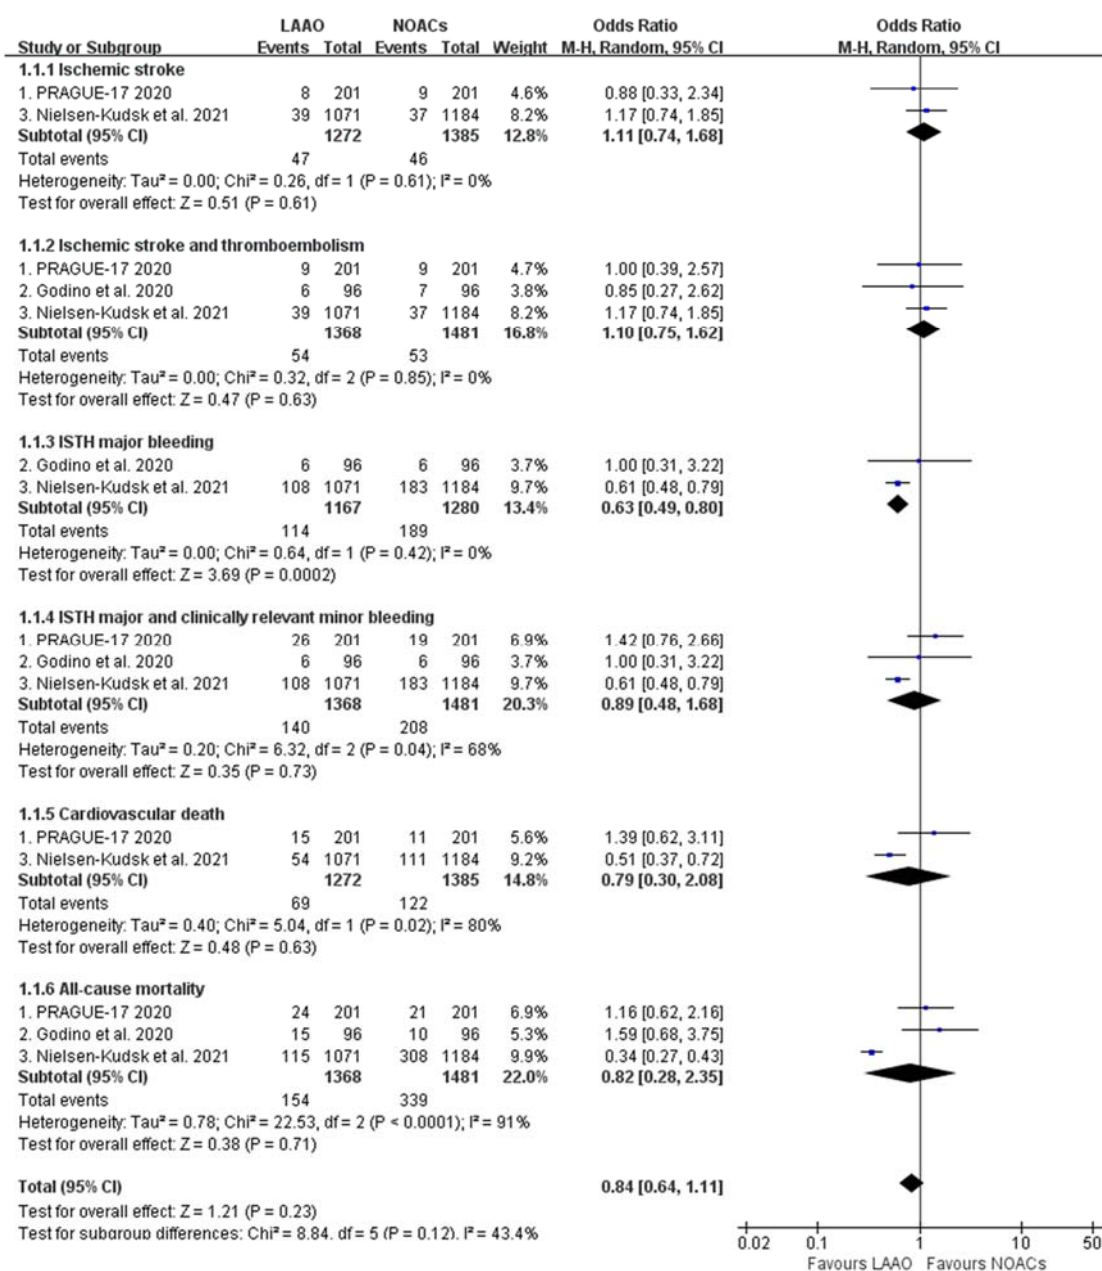 LAAO NOACs Odds Ratio Odds Ratio
Study or Subgroup Events Total Events Total Weight M-H, Random, 95% CI M-H, Random, 95% CI
1.1.1 Ischemic stroke
1. PRAGUE-17 2020 8 201 9 201 4.6% 0.88 [0.33, 2.34]
3. Nielsen-Kudsk et al. 2021 39 1071 37 1184 8.2% 1.17 [0.74, 1.85]
Subtotal (95% CI) 1272 1385 12.8% 1.11 [0.74, 1.68]
Total events 47 46
Heterogeneity: Tau² = 0.00; Chi² = 0.26, df = 1 (P = 0.61); I² = 0%
Test for overall effect: Z = 0.51 (P = 0.61)
1.1.2 Ischemic stroke and thromboembolism
1. PRAGUE-17 2020 9 201 9 201 4.7% 1.00 [0.39, 2.57]
2. Godino et al. 2020 6 96 7 96 3.8% 0.85 [0.27, 2.62]
3. Nielsen-Kudsk et al. 2021 39 1071 37 1184 8.2% 1.17 [0.74, 1.85]
Subtotal (95% CI) 1368 1481 16.8% 1.10 [0.75, 1.62]
Total events 54 53
Heterogeneity: Tau² = 0.00; Chi² = 0.32, df = 2 (P = 0.85); I² = 0%
Test for overall effect: Z = 0.47 (P = 0.63)
1.1.3 ISTH major bleeding
2. Godino et al. 2020 6 96 6 96 3.7% 1.00 [0.31, 3.22]
3. Nielsen-Kudsk et al. 2021 108 1071 183 1184 9.7% 0.61 [0.48, 0.79]
Subtotal (95% CI) 1167 1280 13.4% 0.63 [0.49, 0.80]
Total events 114 189
Heterogeneity: Tau² = 0.00; Chi² = 0.64, df = 1 (P = 0.42); I² = 0%
Test for overall effect: Z = 3.69 (P = 0.0002)
1.1.4 ISTH major and clinically relevant minor bleeding
1. PRAGUE-17 2020 26 201 19 201 6.9% 1.42 [0.76, 2.66]
2. Godino et al. 2020 6 96 6 96 3.7% 1.00 [0.31, 3.22]
3. Nielsen-Kudsk et al. 2021 108 1071 183 1184 9.7% 0.61 [0.48, 0.79]
Subtotal (95% CI) 1368 1481 20.3% 0.89 [0.48, 1.68]
Total events 140 208
Heterogeneity: Tau² = 0.20; Chi² = 6.32, df = 2 (P = 0.04); I² = 68%
Test for overall effect: Z = 0.35 (P = 0.73)
1.1.5 Cardiovascular death
1. PRAGUE-17 2020 15 201 11 201 5.6% 1.39 [0.62, 3.11]
3. Nielsen-Kudsk et al. 2021 54 1071 111 1184 9.2% 0.51 [0.37, 0.72]
Subtotal (95% CI) 1272 1385 14.8% 0.79 [0.30, 2.08]
Total events 69 122
Heterogeneity: Tau² = 0.40; Chi² = 5.04, df = 1 (P = 0.02); I² = 80%
Test for overall effect: Z = 0.48 (P = 0.63)
1.1.6 All-cause mortality
1. PRAGUE-17 2020 24 201 21 201 6.9% 1.16 [0.62, 2.16]
2. Godino et al. 2020 15 96 10 96 5.3% 1.59 [0.68, 3.75]
3. Nielsen-Kudsk et al. 2021 115 1071 308 1184 9.9% 0.34 [0.27, 0.43]
Subtotal (95% CI) 1368 1481 22.0% 0.82 [0.28, 2.35]
Total events 154 339
Heterogeneity: Tau² = 0.78; Chi² = 22.53, df = 2 (P < 0.0001); I² = 91%
Test for overall effect: Z = 0.38 (P = 0.71)
Total (95% CI) 0.84 [0.64, 1.11]
Test for overall effect: Z = 1.21 (P = 0.23)
Test for subgroup differences: Chi² = 8.84, df = 5 (P = 0.12), I² = 43.4%
0.02 0.1 1 10 50
Favours LAAO Favours NOACs